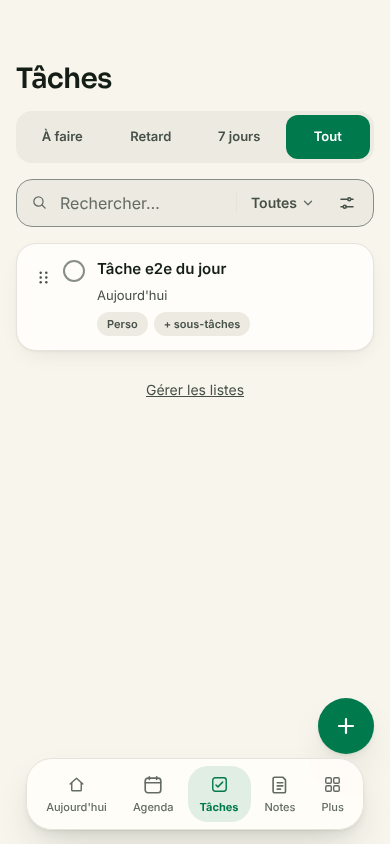 Tâches
À faire Retard 7 jours Tout
Rechercher... Toutes
Tâche e2e du jour
Aujourd'hui
Perso + sous-tâches
Gérer les listes
Aujourd'hui Agenda Tâches Notes Plus